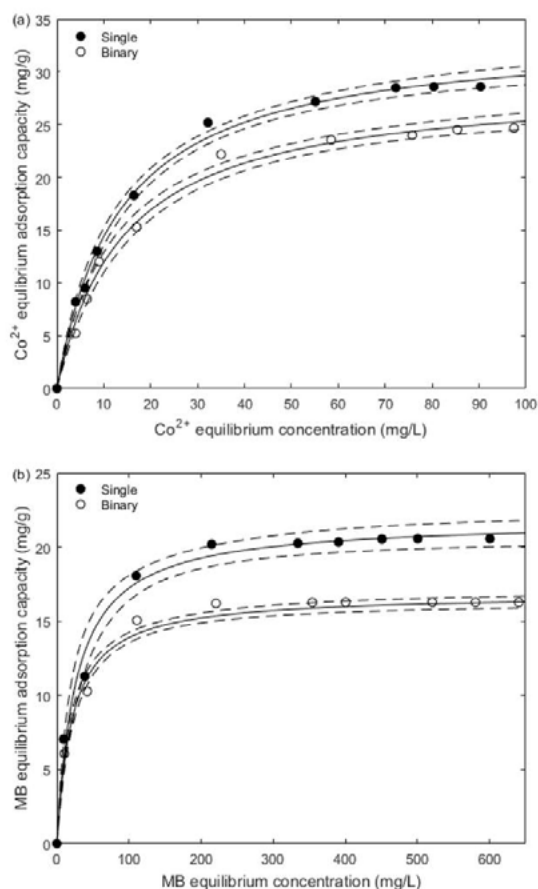 (a)
Single
Binary
35
30
25
20
15
10
5
0
Co²⁺ equlibrium adsorption capacity (mg/g)
0 10 20 30 40 50 60 70 80 90 100
Co²⁺ equilibrium concentration (mg/L)
(b)
Single
Binary
25
20
15
10
5
0
MB equilibrium adsorption capacity (mg/g)
0 100 200 300 400 500 600
MB equilibrium concentration (mg/L)